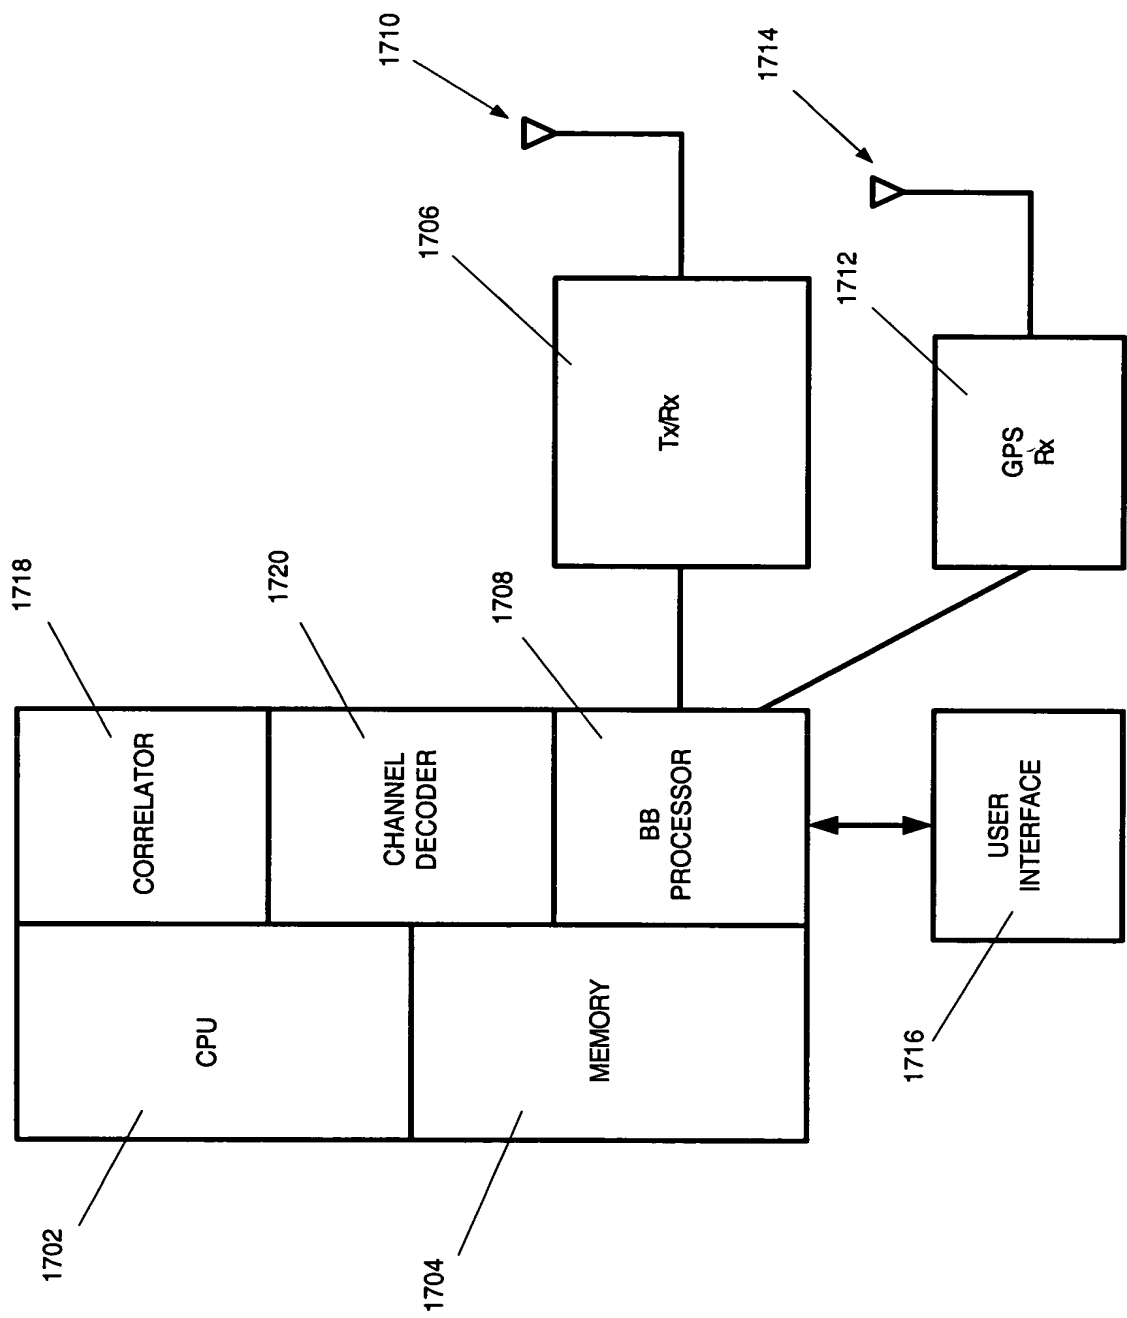 1702
CPU
1718
CORRELATOR
1720
CHANNEL
DECODER
1704
MEMORY
1708
BB
PROCESSOR
1706
Tx/Rx
1710
1716
USER
INTERFACE
1712
GPS
Rx
1714